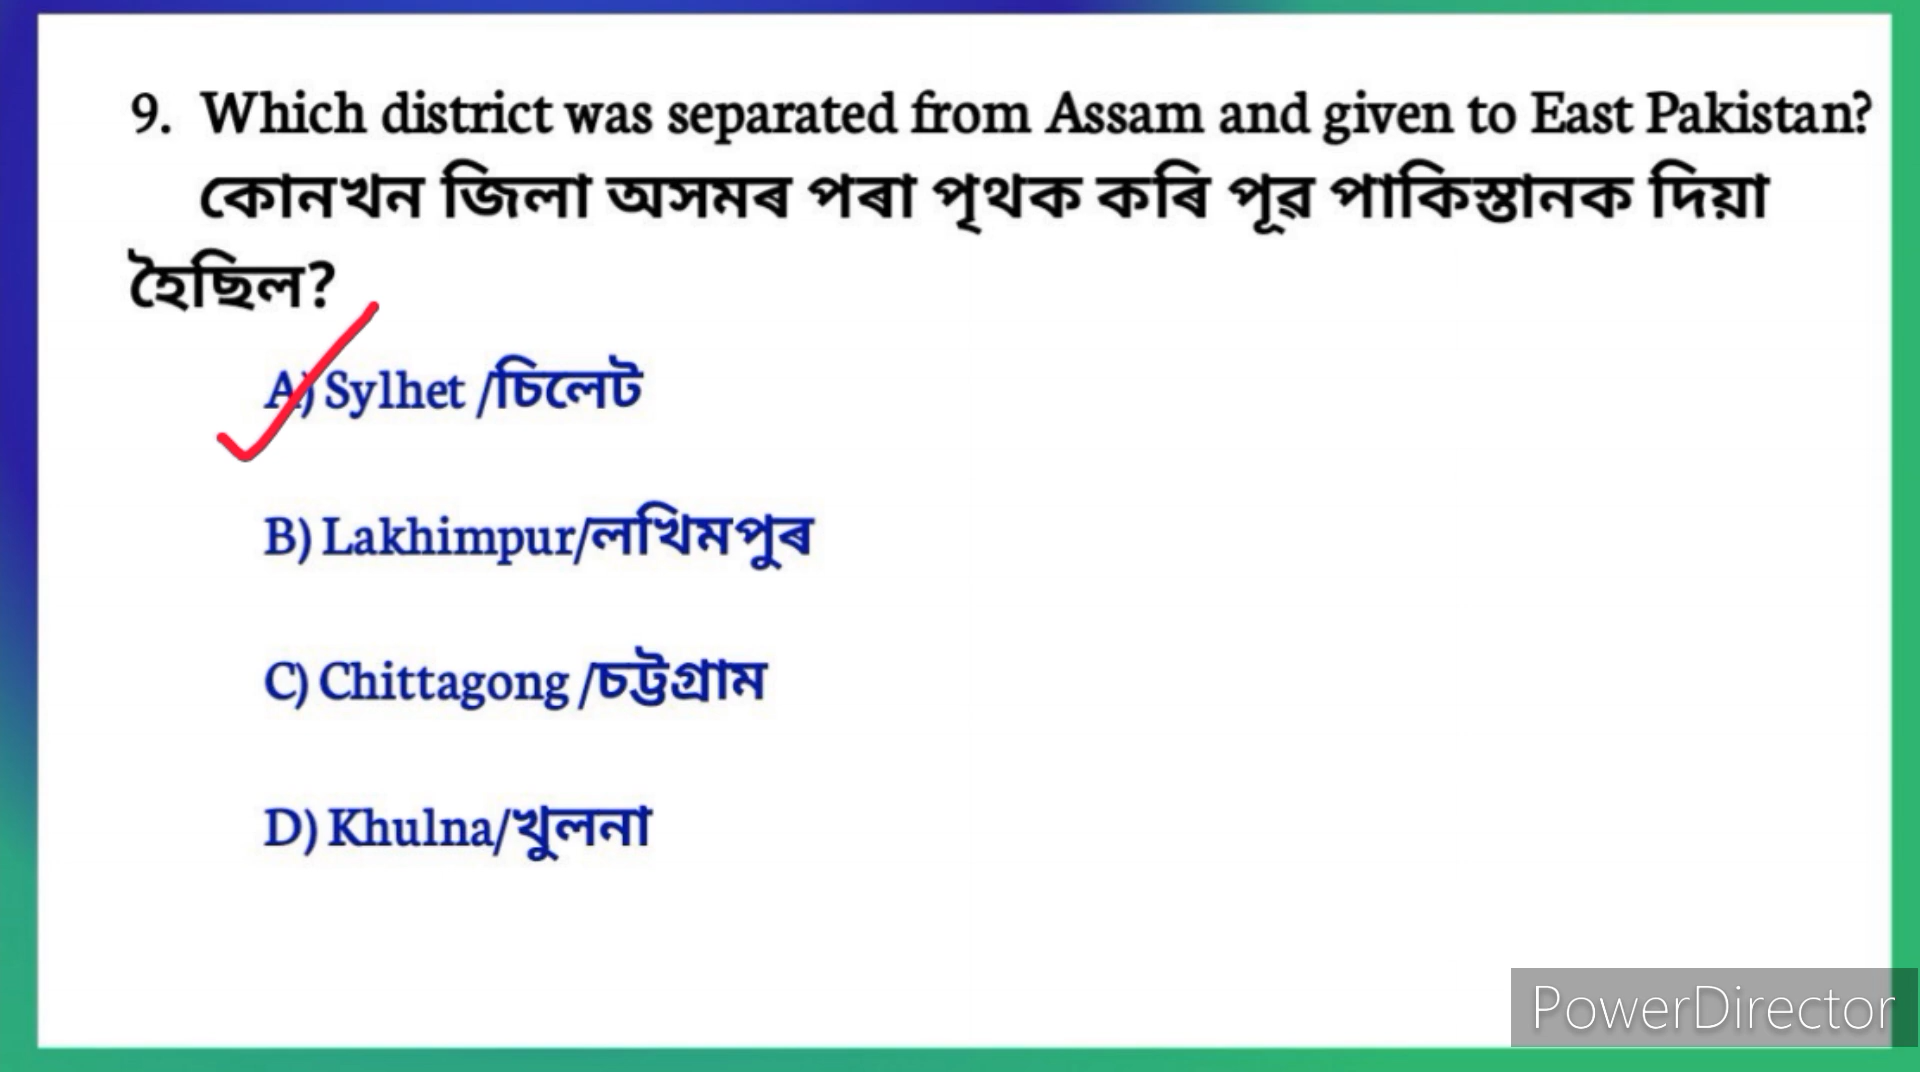 9. Which district was separated from Assam and given to East Pakistan?
কোনখন জিলা অসমৰ পৰা পৃথক কৰি পূৱ পাকিস্তানক দিয়া
হৈছিল?
A) Sylhet /চিলেট
B) Lakhimpur/লখিমপুৰ
C) Chittagong /চট্টগ্ৰাম
D) Khulna/খুলনা
PowerDirector